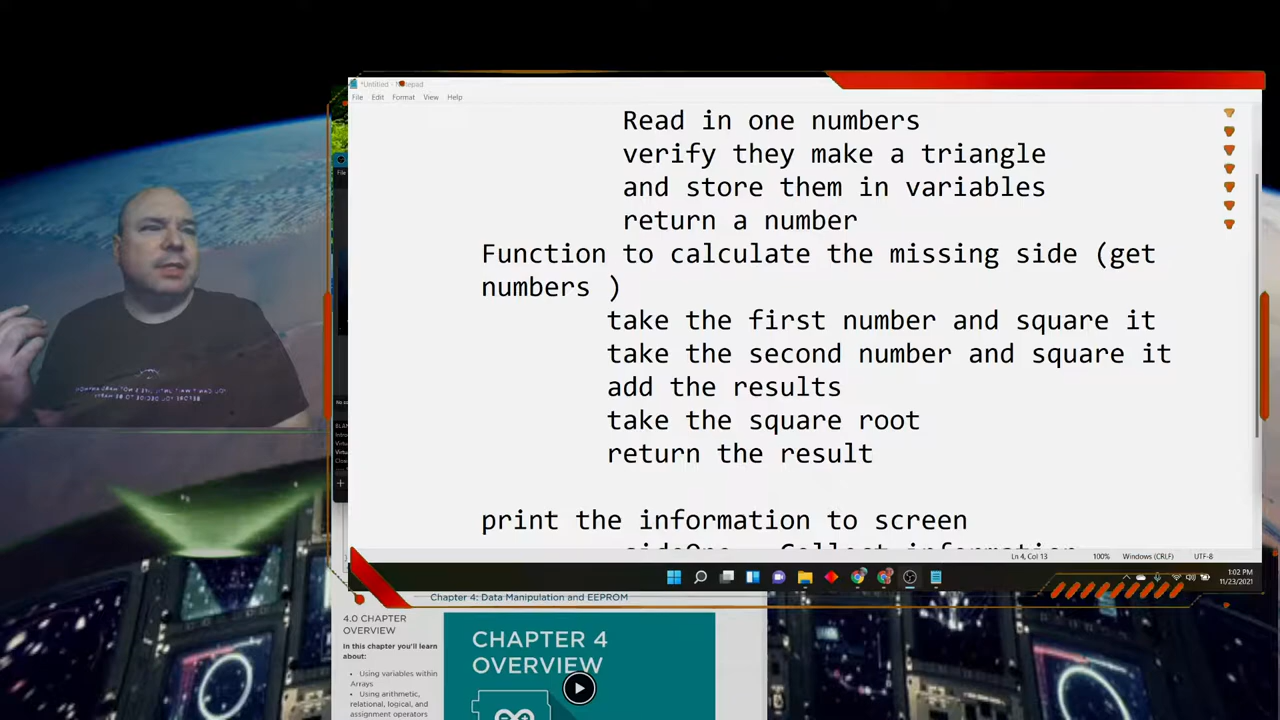 *Untitled - Notepad
File Edit Format View Help
Read in one numbers
verify they make a triangle
and store them in variables
return a number
Function to calculate the missing side (get
numbers )
take the first number and square it
take the second number and square it
add the results
take the square root
return the result
print the information to screen
sideOne Collect information
Ln 4, Col 13 100% Windows (CRLF) UTF-8
1:02 PM
11/23/2021
Chapter 4: Data Manipulation and EEPROM
4.0 CHAPTER
OVERVIEW
In this chapter you'll learn
about:
• Using variables within
Arrays
• Using arithmetic,
relational, logical, and
assignment operators
CHAPTER 4
OVERVIEW